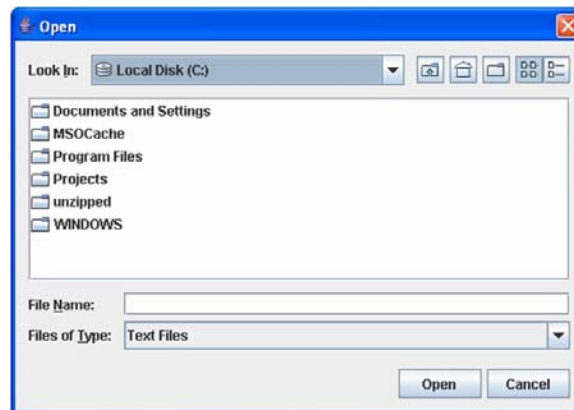 Open
Look In: Local Disk (C:)
Documents and Settings
MSOCache
Program Files
Projects
unzipped
WINDOWS
File Name:
Files of Type: Text Files
Open Cancel